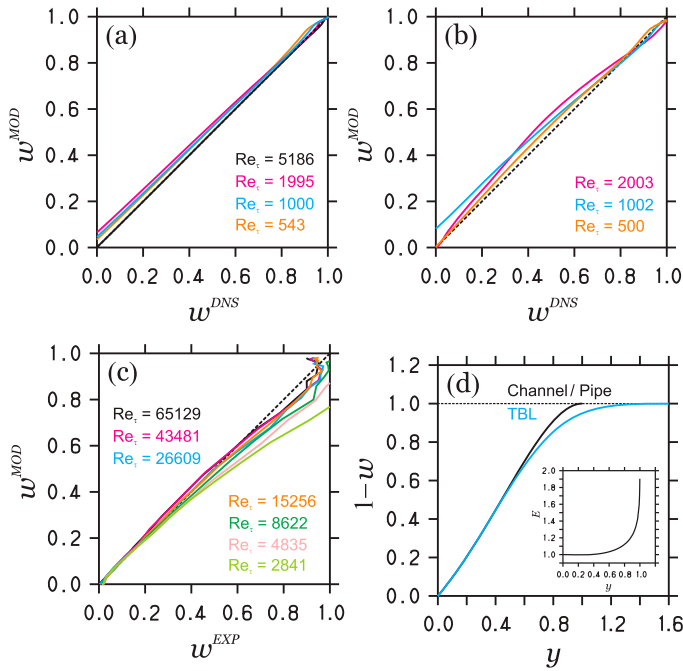 (a)
1.0
0.8
0.6
0.4
0.2
0.0
w^MOD
Re_τ = 5186
Re_τ = 1995
Re_τ = 1000
Re_τ = 543
0.0 0.2 0.4 0.6 0.8 1.0
w^DNS
(b)
1.0
0.8
0.6
0.4
0.2
0.0
w^MOD
Re_τ = 2003
Re_τ = 1002
Re_τ = 500
0.0 0.2 0.4 0.6 0.8 1.0
w^DNS
(c)
1.0
0.8
0.6
0.4
0.2
0.0
w^MOD
Re_τ = 65129
Re_τ = 43481
Re_τ = 26609
Re_τ = 15256
Re_τ = 8622
Re_τ = 4835
Re_τ = 2841
0.0 0.2 0.4 0.6 0.8 1.0
w^EXP
(d)
1.2
1.0
0.8
0.6
0.4
0.2
0.0
1-w
Channel / Pipe
TBL
2.0
1.8
1.6
1.4
1.2
1.0
E
0.0 0.2 0.4 0.6 0.8 1.0
y
0.0 0.4 0.8 1.2 1.6
y